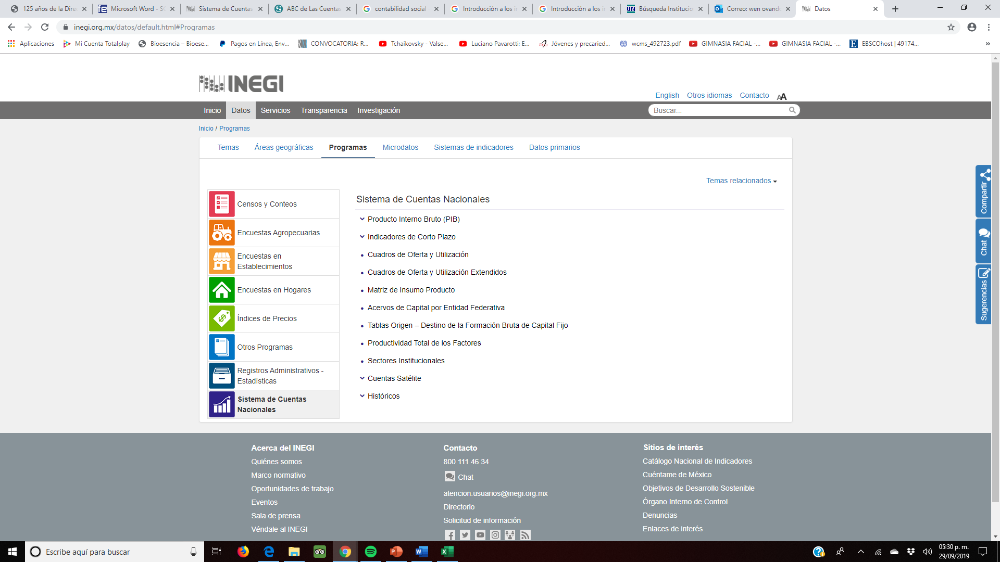 125 años de la Direc
Microsoft Word - SC
Sistema de Cuentas
ABC de Las Cuentas
contabilidad social -
Introducción a los in
Introducción a los in
Búsqueda Institucio
Correo: wen ovand
Datos
inegi.org.mx/datos/default.html#Programas
Aplicaciones
Mi Cuenta Totalplay
Bioesencia – Bioese...
Pagos en Línea, Env...
CONVOCATORIA: R...
Tchaikovsky - Valse...
Luciano Pavarotti: E...
Jóvenes y precaried...
wcms_492723.pdf
GIMNASIA FACIAL -...
GIMNASIA FACIAL -...
EBSCOhost | 49174...
»
INEGI
English
Otros idiomas
Contacto
AA
Inicio
Datos
Servicios
Transparencia
Investigación
Buscar...
Inicio / Programas
Temas
Áreas geográficas
Programas
Microdatos
Sistemas de indicadores
Datos primarios
Temas relacionados
Censos y Conteos
Encuestas Agropecuarias
Encuestas en
Establecimientos
Encuestas en Hogares
Índices de Precios
Otros Programas
Registros Administrativos -
Estadísticas
Sistema de Cuentas
Nacionales
Sistema de Cuentas Nacionales
Producto Interno Bruto (PIB)
Indicadores de Corto Plazo
Cuadros de Oferta y Utilización
Cuadros de Oferta y Utilización Extendidos
Matriz de Insumo Producto
Acervos de Capital por Entidad Federativa
Tablas Origen – Destino de la Formación Bruta de Capital Fijo
Productividad Total de los Factores
Sectores Institucionales
Cuentas Satélite
Históricos
Compartir
Chat
Sugerencias
Acerca del INEGI
Quiénes somos
Marco normativo
Oportunidades de trabajo
Eventos
Sala de prensa
Véndale al INEGI
Contacto
800 111 46 34
Chat
atencion.usuarios@inegi.org.mx
Directorio
Solicitud de información
Sitios de interés
Catálogo Nacional de Indicadores
Cuéntame de México
Objetivos de Desarrollo Sostenible
Órgano Interno de Control
Denuncias
Enlaces de interés
Escribe aquí para buscar
05:30 p. m.
29/09/2019